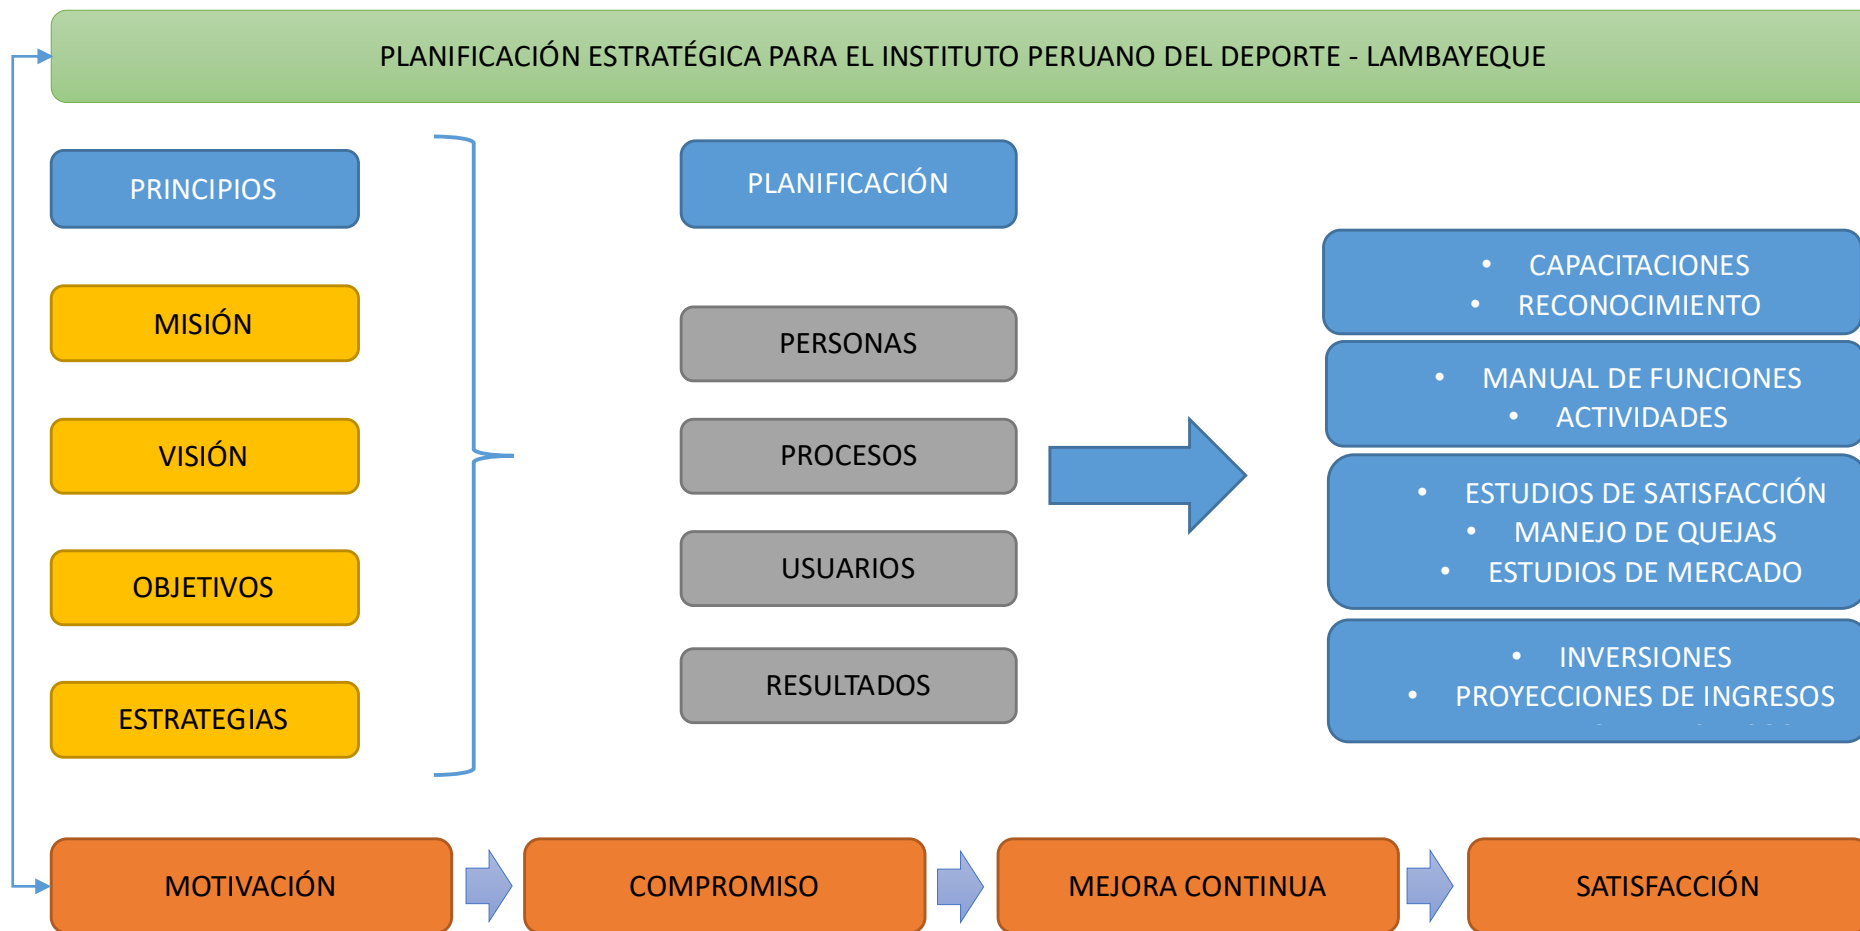 PLANIFICACIÓN ESTRATÉGICA PARA EL INSTITUTO PERUANO DEL DEPORTE - LAMBAYEQUE
PRINCIPIOS
MISIÓN
VISIÓN
OBJETIVOS
ESTRATEGIAS
PLANIFICACIÓN
PERSONAS
PROCESOS
USUARIOS
RESULTADOS
• CAPACITACIONES
• RECONOCIMIENTO
• MANUAL DE FUNCIONES
• ACTIVIDADES
• ESTUDIOS DE SATISFACCIÓN
• MANEJO DE QUEJAS
• ESTUDIOS DE MERCADO
• INVERSIONES
• PROYECCIONES DE INGRESOS
MOTIVACIÓN
COMPROMISO
MEJORA CONTINUA
SATISFACCIÓN